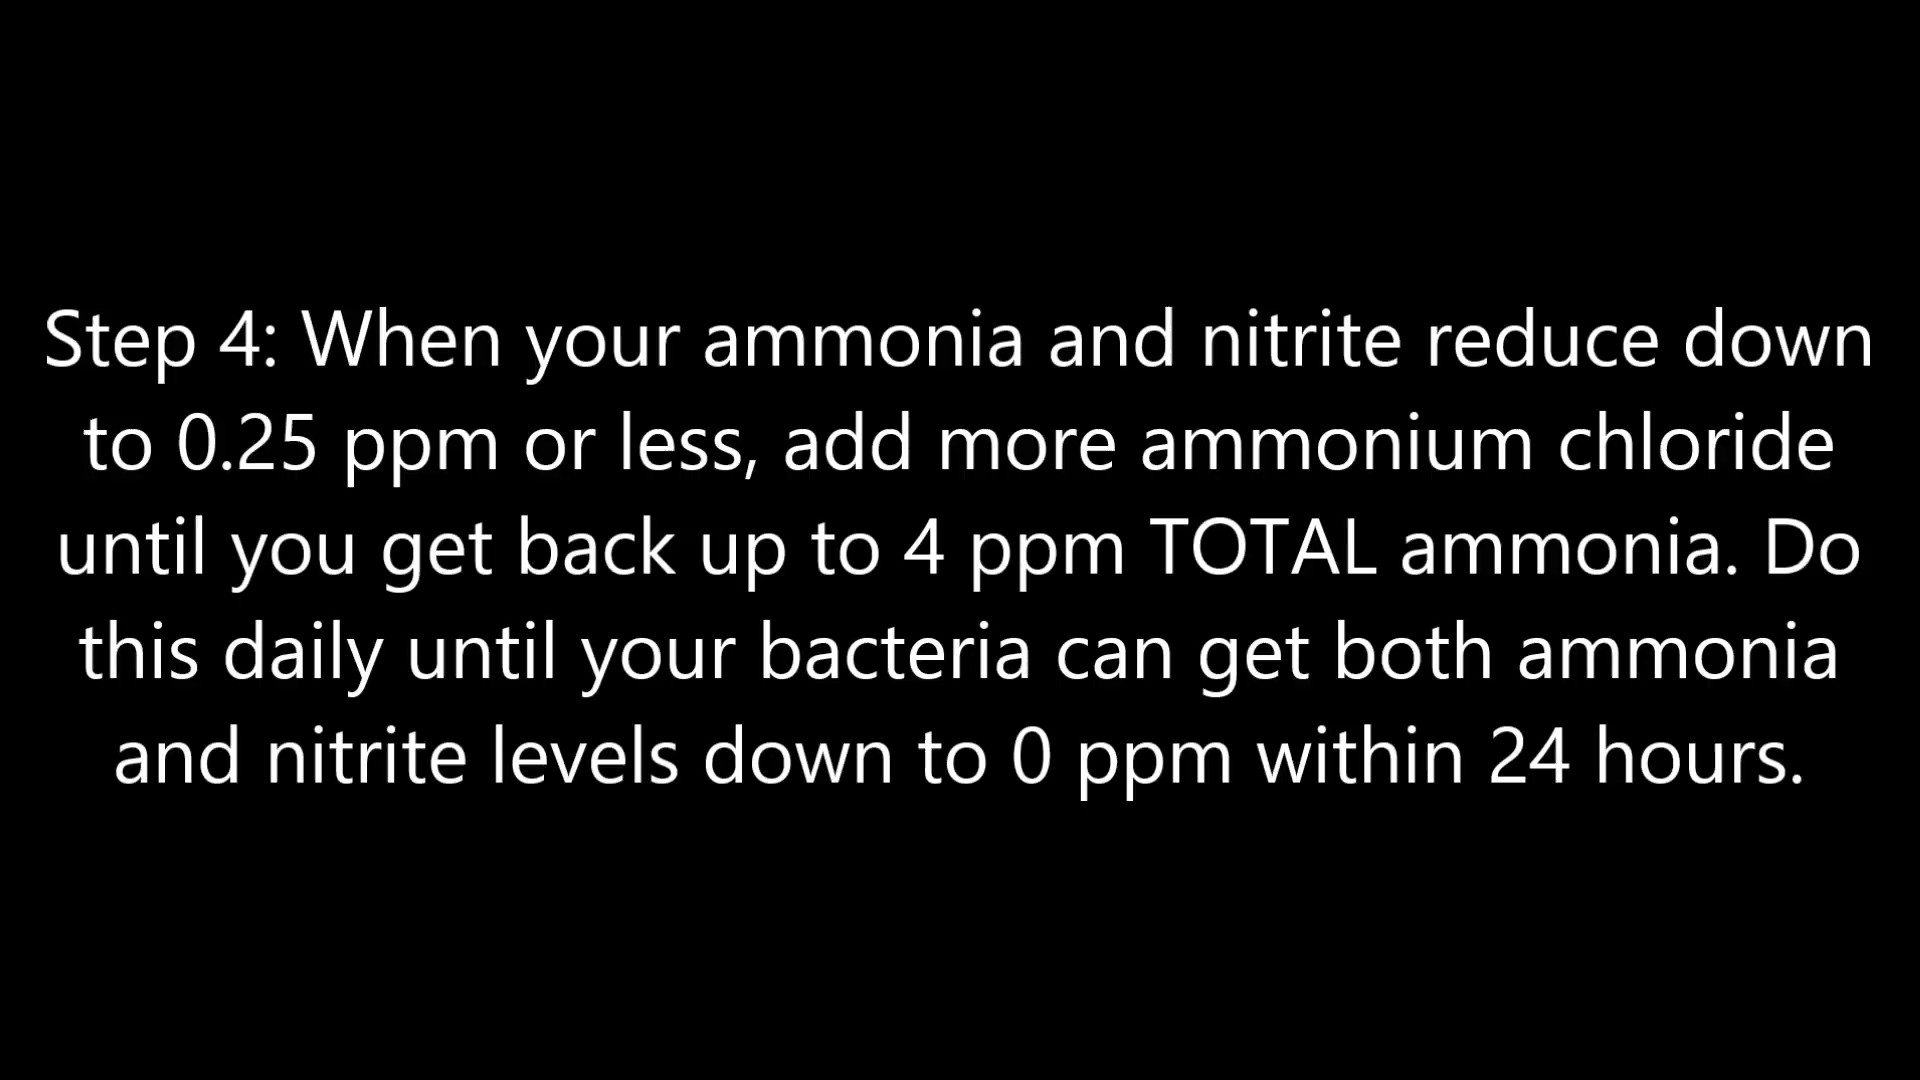 Step 4: When your ammonia and nitrite reduce down
to 0.25 ppm or less, add more ammonium chloride
until you get back up to 4 ppm TOTAL ammonia. Do
this daily until your bacteria can get both ammonia
and nitrite levels down to 0 ppm within 24 hours.